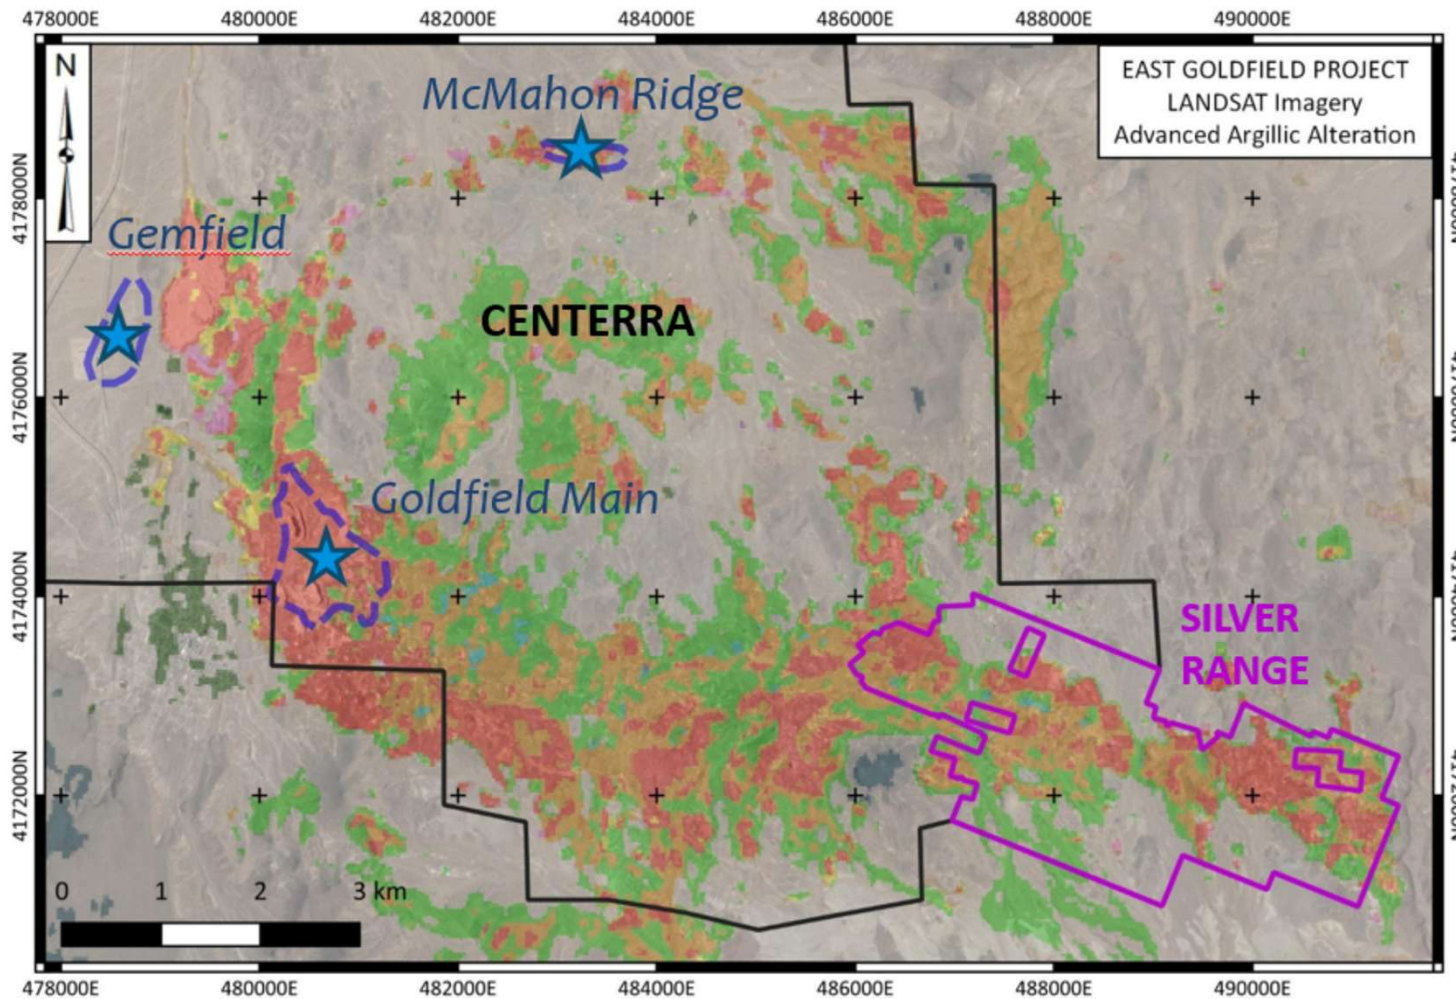 478000E 480000E 482000E 484000E 486000E 488000E 490000E
N
EAST GOLDFIELD PROJECT
LANDSAT Imagery
Advanced Argillic Alteration
McMahon Ridge
4178000N
Gemfield
CENTERRA
4176000N
Goldfield Main
4174000N
SILVER
RANGE
4172000N
0 1 2 3 km
478000E 480000E 482000E 484000E 486000E 488000E 490000E